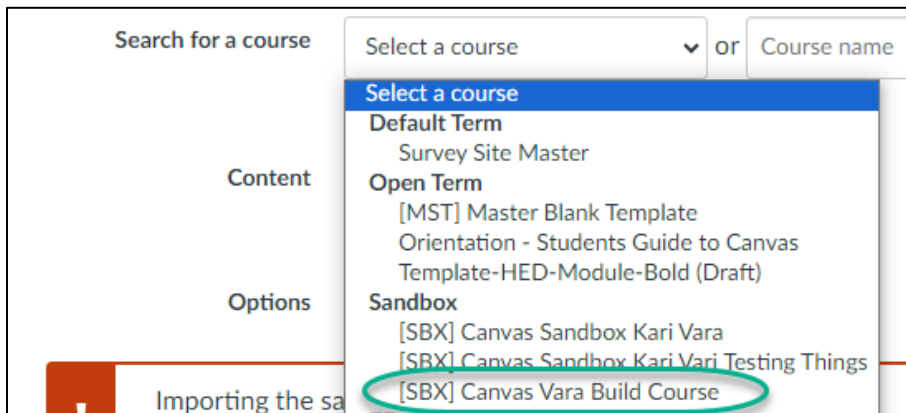 Search for a course
Select a course
or
Course name
Select a course
Default Term
Survey Site Master
Content
Open Term
[MST] Master Blank Template
Orientation - Students Guide to Canvas
Template-HED-Module-Bold (Draft)
Options
Sandbox
[SBX] Canvas Sandbox Kari Vara
[SBX] Canvas Sandbox Kari Vari Testing Things
[SBX] Canvas Vara Build Course
Importing the sa